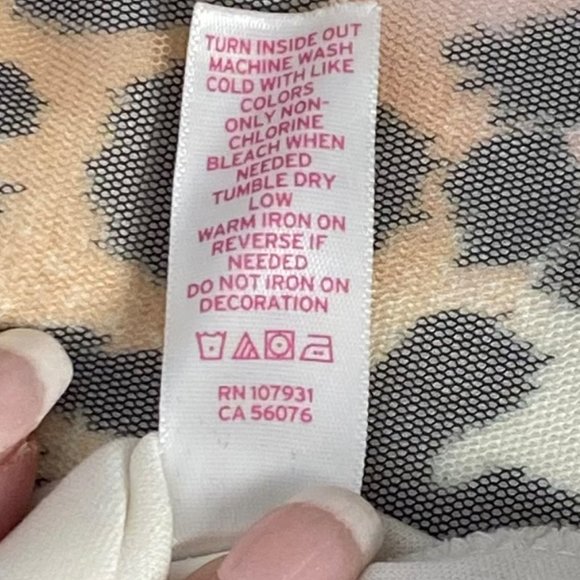 TURN INSIDE OUT
MACHINE WASH
COLD WITH LIKE
COLORS
ONLY NON-
CHLORINE
BLEACH WHEN
NEEDED
TUMBLE DRY
LOW
WARM IRON ON
REVERSE IF
NEEDED
DO NOT IRON ON
DECORATION
RN 107931
CA 56076